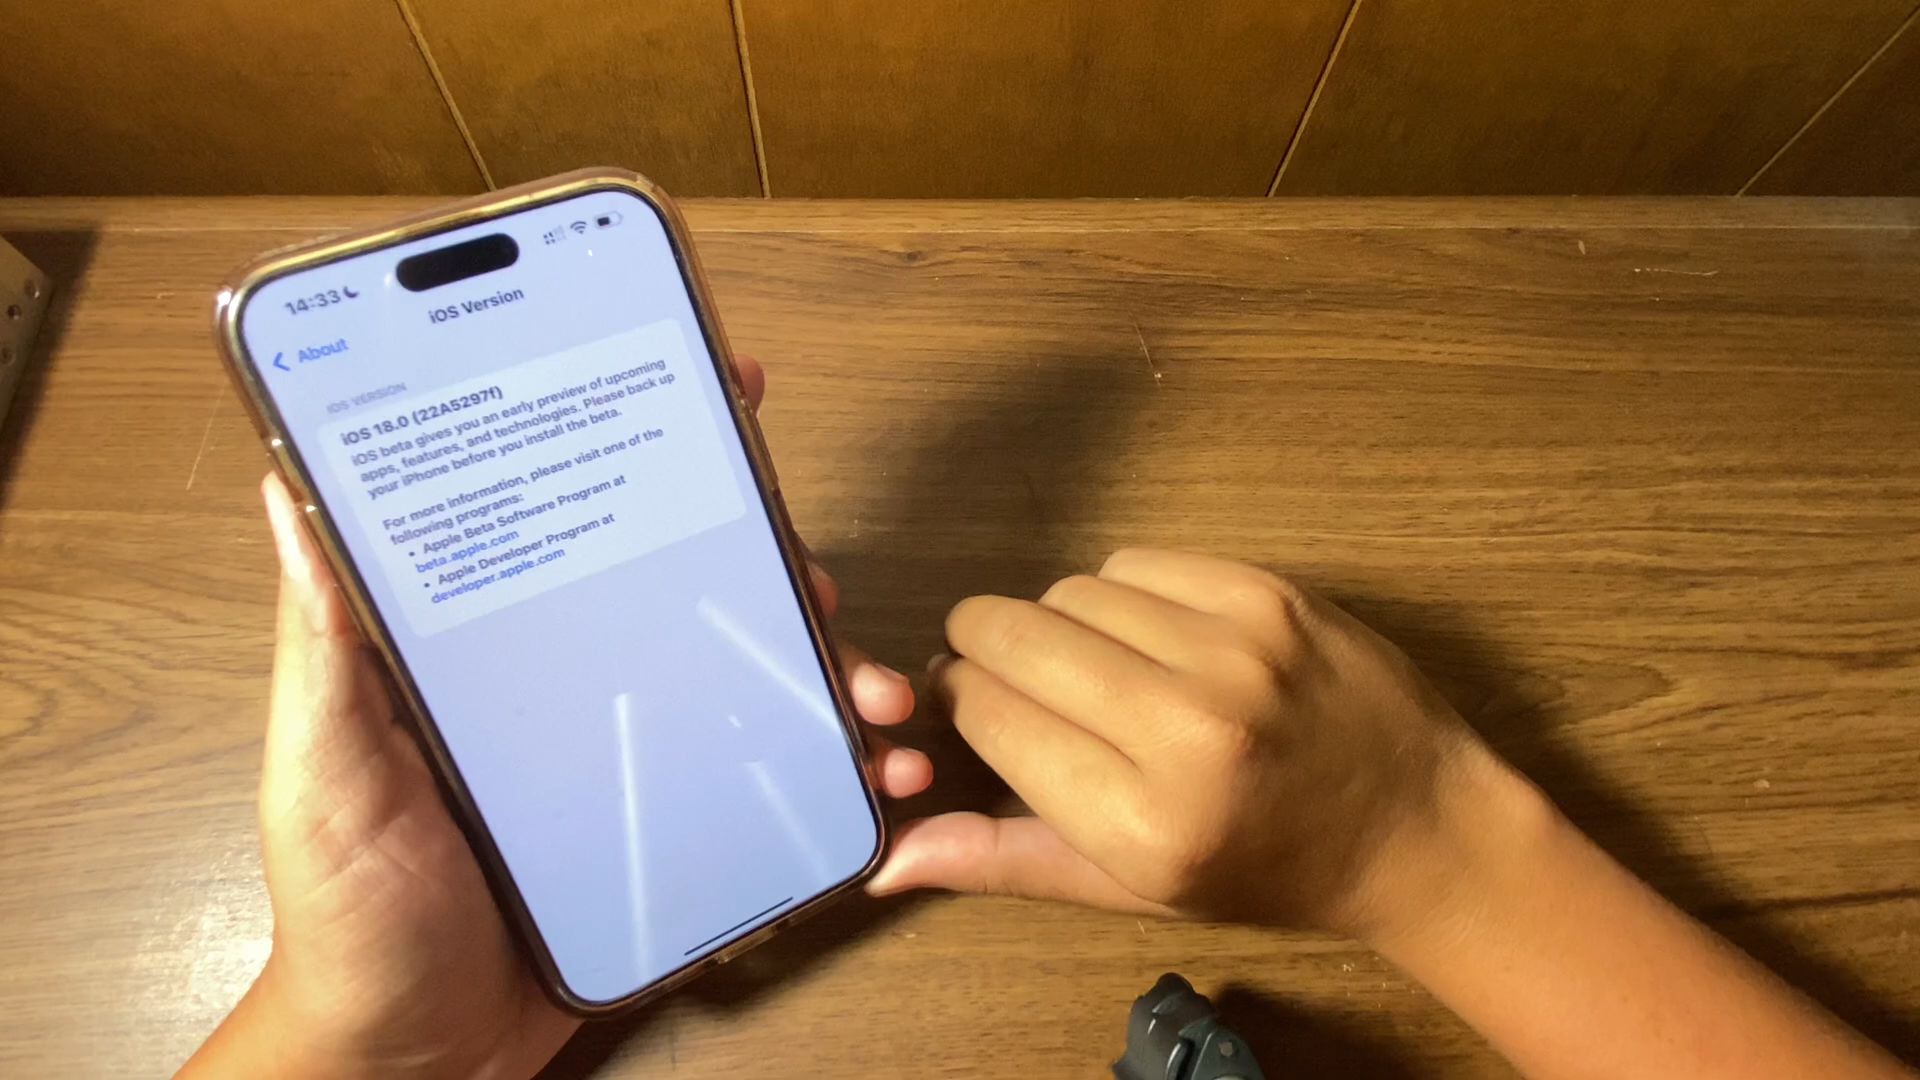 14:33
iOS Version
About
IOS VERSION
iOS 18.0 (22A5297f)
iOS beta gives you an early preview of upcoming
apps, features, and technologies. Please back up
your iPhone before you install the beta.
For more information, please visit one of the
following programs:
• Apple Beta Software Program at
beta.apple.com
• Apple Developer Program at
developer.apple.com